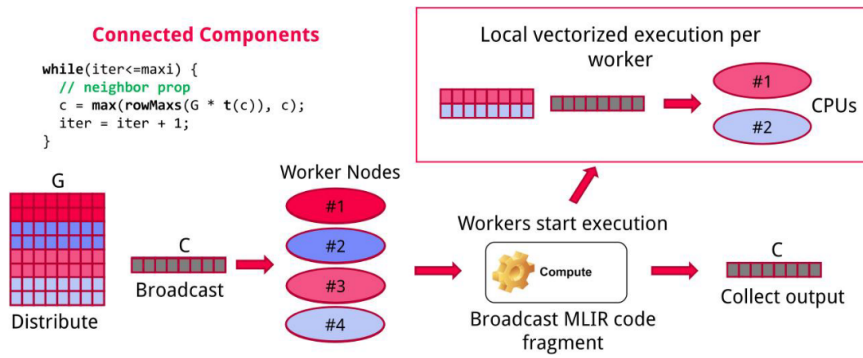 Connected Components
while(iter<=maxi) {
// neighbor prop
c = max(rowMaxs(G * t(c)), c);
iter = iter + 1;
}
Local vectorized execution per
worker
#1
#2
CPUs
G
Distribute
C
Broadcast
Worker Nodes
#1
#2
#3
#4
Workers start execution
Compute
Broadcast MLIR code
fragment
C
Collect output